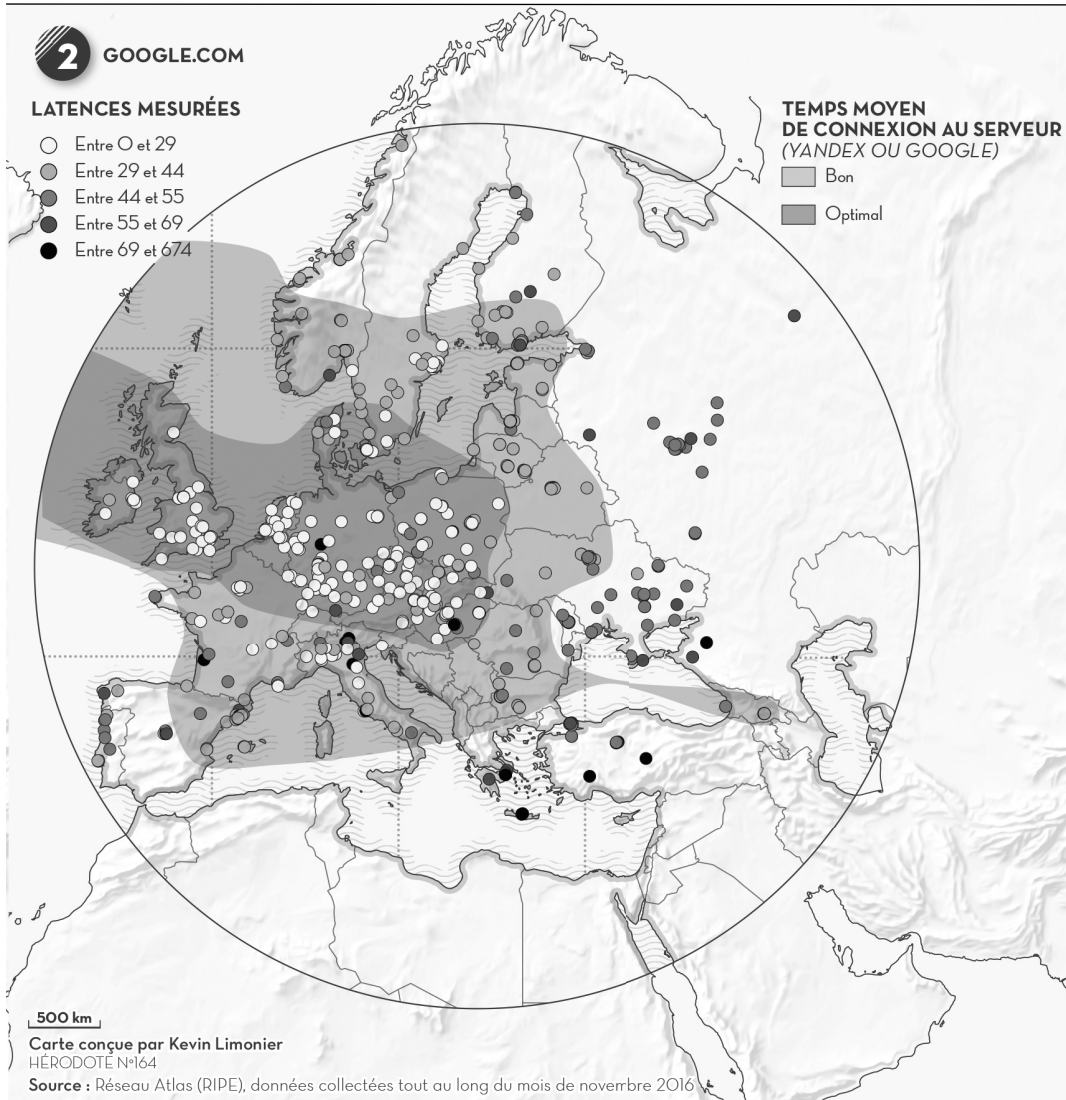 2 GOOGLE.COM
LATENCES MESURÉES
Entre 0 et 29
Entre 29 et 44
Entre 44 et 55
Entre 55 et 69
Entre 69 et 674
TEMPS MOYEN
DE CONNEXION AU SERVEUR
(YANDEX OU GOOGLE)
Bon
Optimal
500 km
Carte conçue par Kevin Limonier
HÉRODOTE N°164
Source : Réseau Atlas (RIPE), données collectées tout au long du mois de novembre 2016